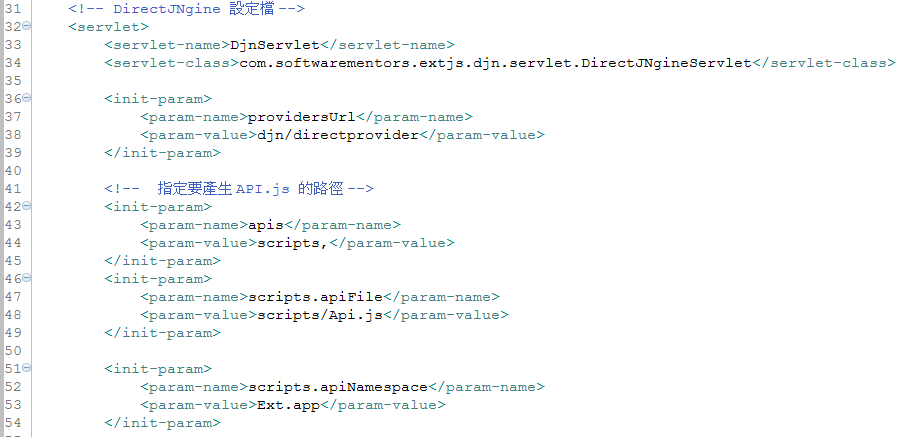 31 <!-- DirectJNgine 設定檔 -->
32 <servlet>
33 <servlet-name>DjnServlet</servlet-name>
34 <servlet-class>com.softwarementors.extjs.djn.servlet.DirectJNgineServlet</servlet-class>
35
36 <init-param>
37 <param-name>providersUrl</param-name>
38 <param-value>djn/directprovider</param-value>
39 </init-param>
40
41 <!-- 指定要產生 API.js 的路徑 -->
42 <init-param>
43 <param-name>apis</param-name>
44 <param-value>scripts,</param-value>
45 </init-param>
46 <init-param>
47 <param-name>scripts.apiFile</param-name>
48 <param-value>scripts/Api.js</param-value>
49 </init-param>
50
51 <init-param>
52 <param-name>scripts.apiNamespace</param-name>
53 <param-value>Ext.app</param-value>
54 </init-param>